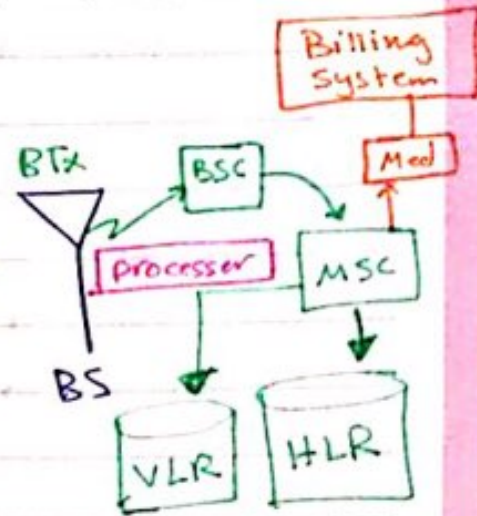 Billing
System
BTX
BSC
Med
processer
MSC
BS
VLR
HLR